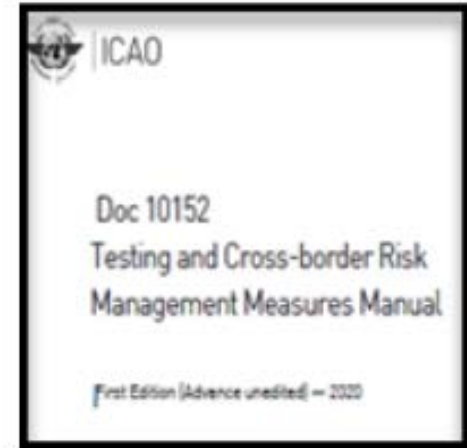 ICAO
Doc 10152
Testing and Cross-border Risk
Management Measures Manual
First Edition (Advance unedited) — 2020